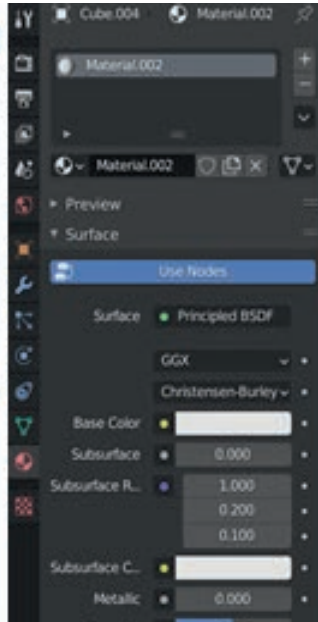 Cube.004 Material.002
Material.002
Material.002
Preview
Surface
Use Nodes
Surface Principled BSDF
GGX
Christensen-Burley
Base Color
Subsurface 0.000
Subsurface R... 1.000
0.200
0.100
Subsurface C...
Metallic 0.000